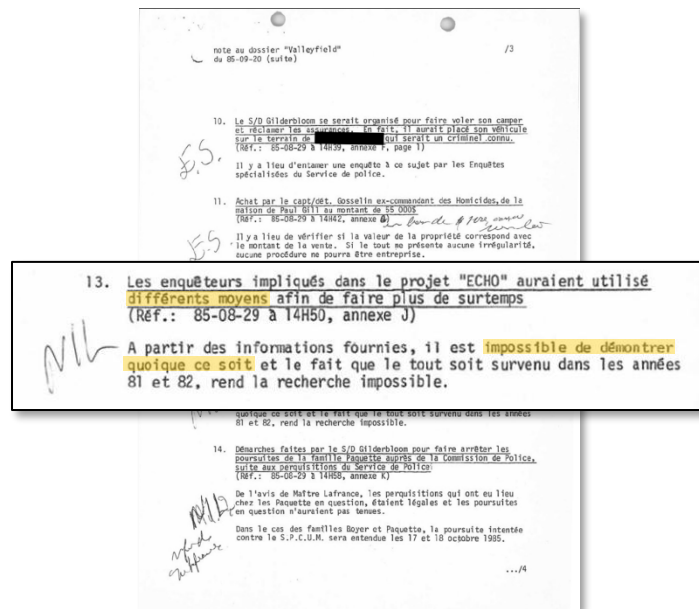 note au dossier "Valleyfield"
/3
du 85-09-20 (suite)
10. Le S/D Gilderbloom se serait organisé pour faire voler son camper
et réclamer les assurances. En fait, il aurait placé son véhicule
sur le terrain de qui serait un criminel connu.
(Réf.: 85-08-29 à 14H39, annexe F, page 1)
E.S.
Il y a lieu d'entamer une enquête à ce sujet par les Enquêtes
spécialisées du Service de police.
11. Achat par le capt/dét. Gosselin ex-commandant des Homicides, de la
maison de Paul Gill au montant de 55 000$
(Réf.: 85-08-29 à 14H42, annexe
E.S
Il y a lieu de vérifier si la valeur de la propriété correspond avec
le montant de la vente. Si le tout ne présente aucune irrégularité,
aucune procédure ne pourra être entreprise.
13. Les enquêteurs impliqués dans le projet "ECHO" auraient utilisé
différents moyens afin de faire plus de surtemps
(Réf.: 85-08-29 à 14H50, annexe J)
NIL
A partir des informations fournies, il est impossible de démontrer
quoique ce soit et le fait que le tout soit survenu dans les années
81 et 82, rend la recherche impossible.
quoique ce soit et le fait que le tout soit survenu dans les années
81 et 82, rend la recherche impossible.
14. Démarches faites par le S/D Gilderbloom pour faire arrêter les
poursuites de la famille Paquette auprès de la Commission de Police,
suite aux perquisitions du Service de Police
(Réf.: 85-08-29 à 14H58, annexe K)
De l'avis de Maître Lafrance, les perquisitions qui ont eu lieu
chez les Paquette en question, étaient légales et les poursuites
en question n'auraient pas tenues.
NIL
Dans le cas des familles Boyer et Paquette, la poursuite intentée
contre le S.P.C.U.M. sera entendue les 17 et 18 octobre 1985.
.../4